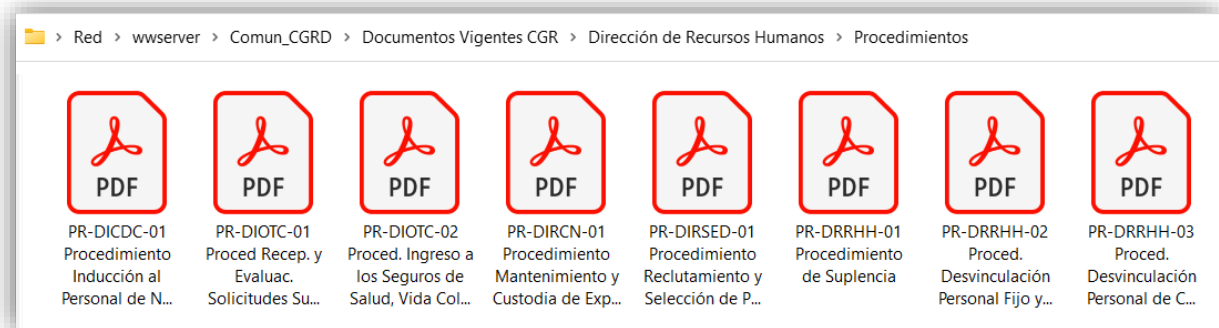 Red > wwserver > Comun_CGRD > Documentos Vigentes CGR > Dirección de Recursos Humanos > Procedimientos
PDF
PR-DICDC-01
Procedimiento
Inducción al
Personal de N...
PDF
PR-DIOTC-01
Proced Recep. y
Evaluac.
Solicitudes Su...
PDF
PR-DIOTC-02
Proced. Ingreso a
los Seguros de
Salud, Vida Col...
PDF
PR-DIRCN-01
Procedimiento
Mantenimiento y
Custodia de Exp...
PDF
PR-DIRSED-01
Procedimiento
Reclutamiento y
Selección de P...
PDF
PR-DRRHH-01
Procedimiento
de Suplencia
PDF
PR-DRRHH-02
Proced.
Desvinculación
Personal Fijo y...
PDF
PR-DRRHH-03
Proced.
Desvinculación
Personal de C...